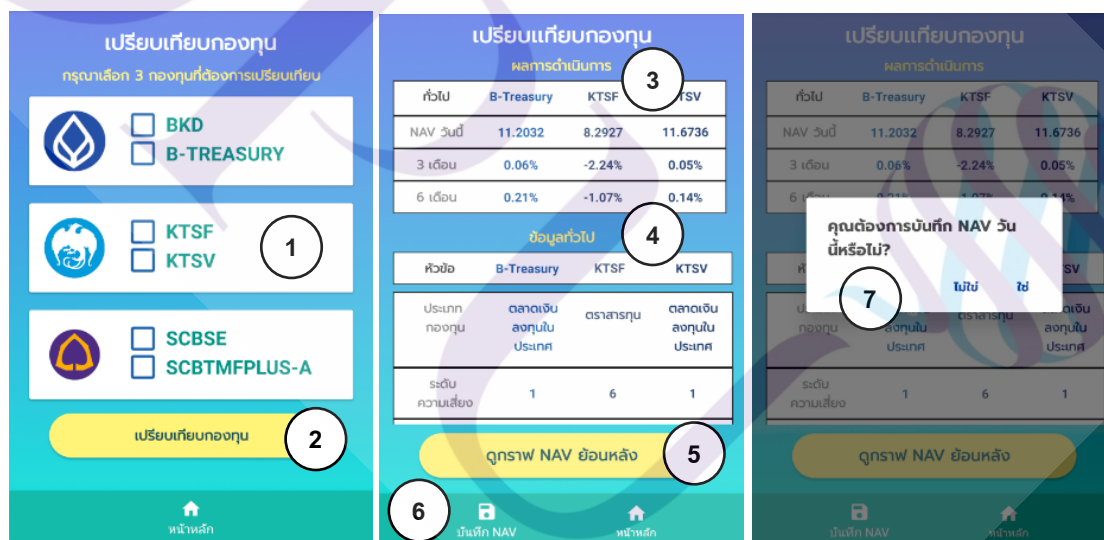 เปรียบเทียบกองทุน
กรุณาเลือก 3 กองทุนที่ต้องการเปรียบเทียบ
BKD
B-TREASURY
KTSF
KTSV
1
SCBSE
SCBTMFPLUS-A
เปรียบเทียบกองทุน
2
หน้าหลัก
เปรียบแทียบกองทุน
ผลการดำเนินการ
3
ทั่วไป B-Treasury KTSF TSV
NAV วันนี้ 11.2032 8.2927 11.6736
3 เดือน 0.06% -2.24% 0.05%
6 เดือน 0.21% -1.07% 0.14%
ข้อมูลทั่วไป
4
หัวข้อ B-Treasury KTSF KTSV
ประเภท ตลาดเงิน ตราสารทุน ตลาดเงิน
กองทุน ลงทุนใน ลงทุนใน
ประเทศ ประเทศ
ระดับ
ความเสี่ยง 1 6 1
ดูกราฟ NAV ย้อนหลัง
5
6
บันทึก NAV หน้าหลัก
เปรียบแทียบกองทุน
ผลการดำเนินการ
ทั่วไป B-Treasury KTSF KTSV
NAV วันนี้ 11.2032 8.2927 11.6736
3 เดือน 0.06% -2.24% 0.05%
คุณต้องการบันทึก NAV วัน
นี้หรือไม่?
ไม่ใช่ ใช่
7
ตราสารทุน
กองทุน ลงทุนใน ลงทุนใน
ประเทศ ประเทศ
ระดับ
ความเสี่ยง 1 6 1
ดูกราฟ NAV ย้อนหลัง
บันทึก NAV หน้าหลัก